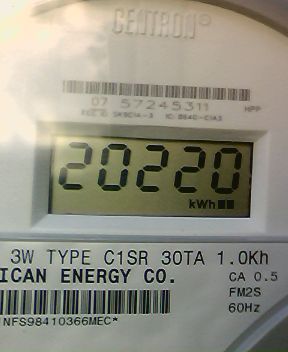 CENTRON®
07 57245311 HPP
20220
kWh
3W TYPE C1SR 30TA 1.0Kh
ICAN ENERGY CO. CA 0.5
FM2S
NFS98410366MEC* 60Hz